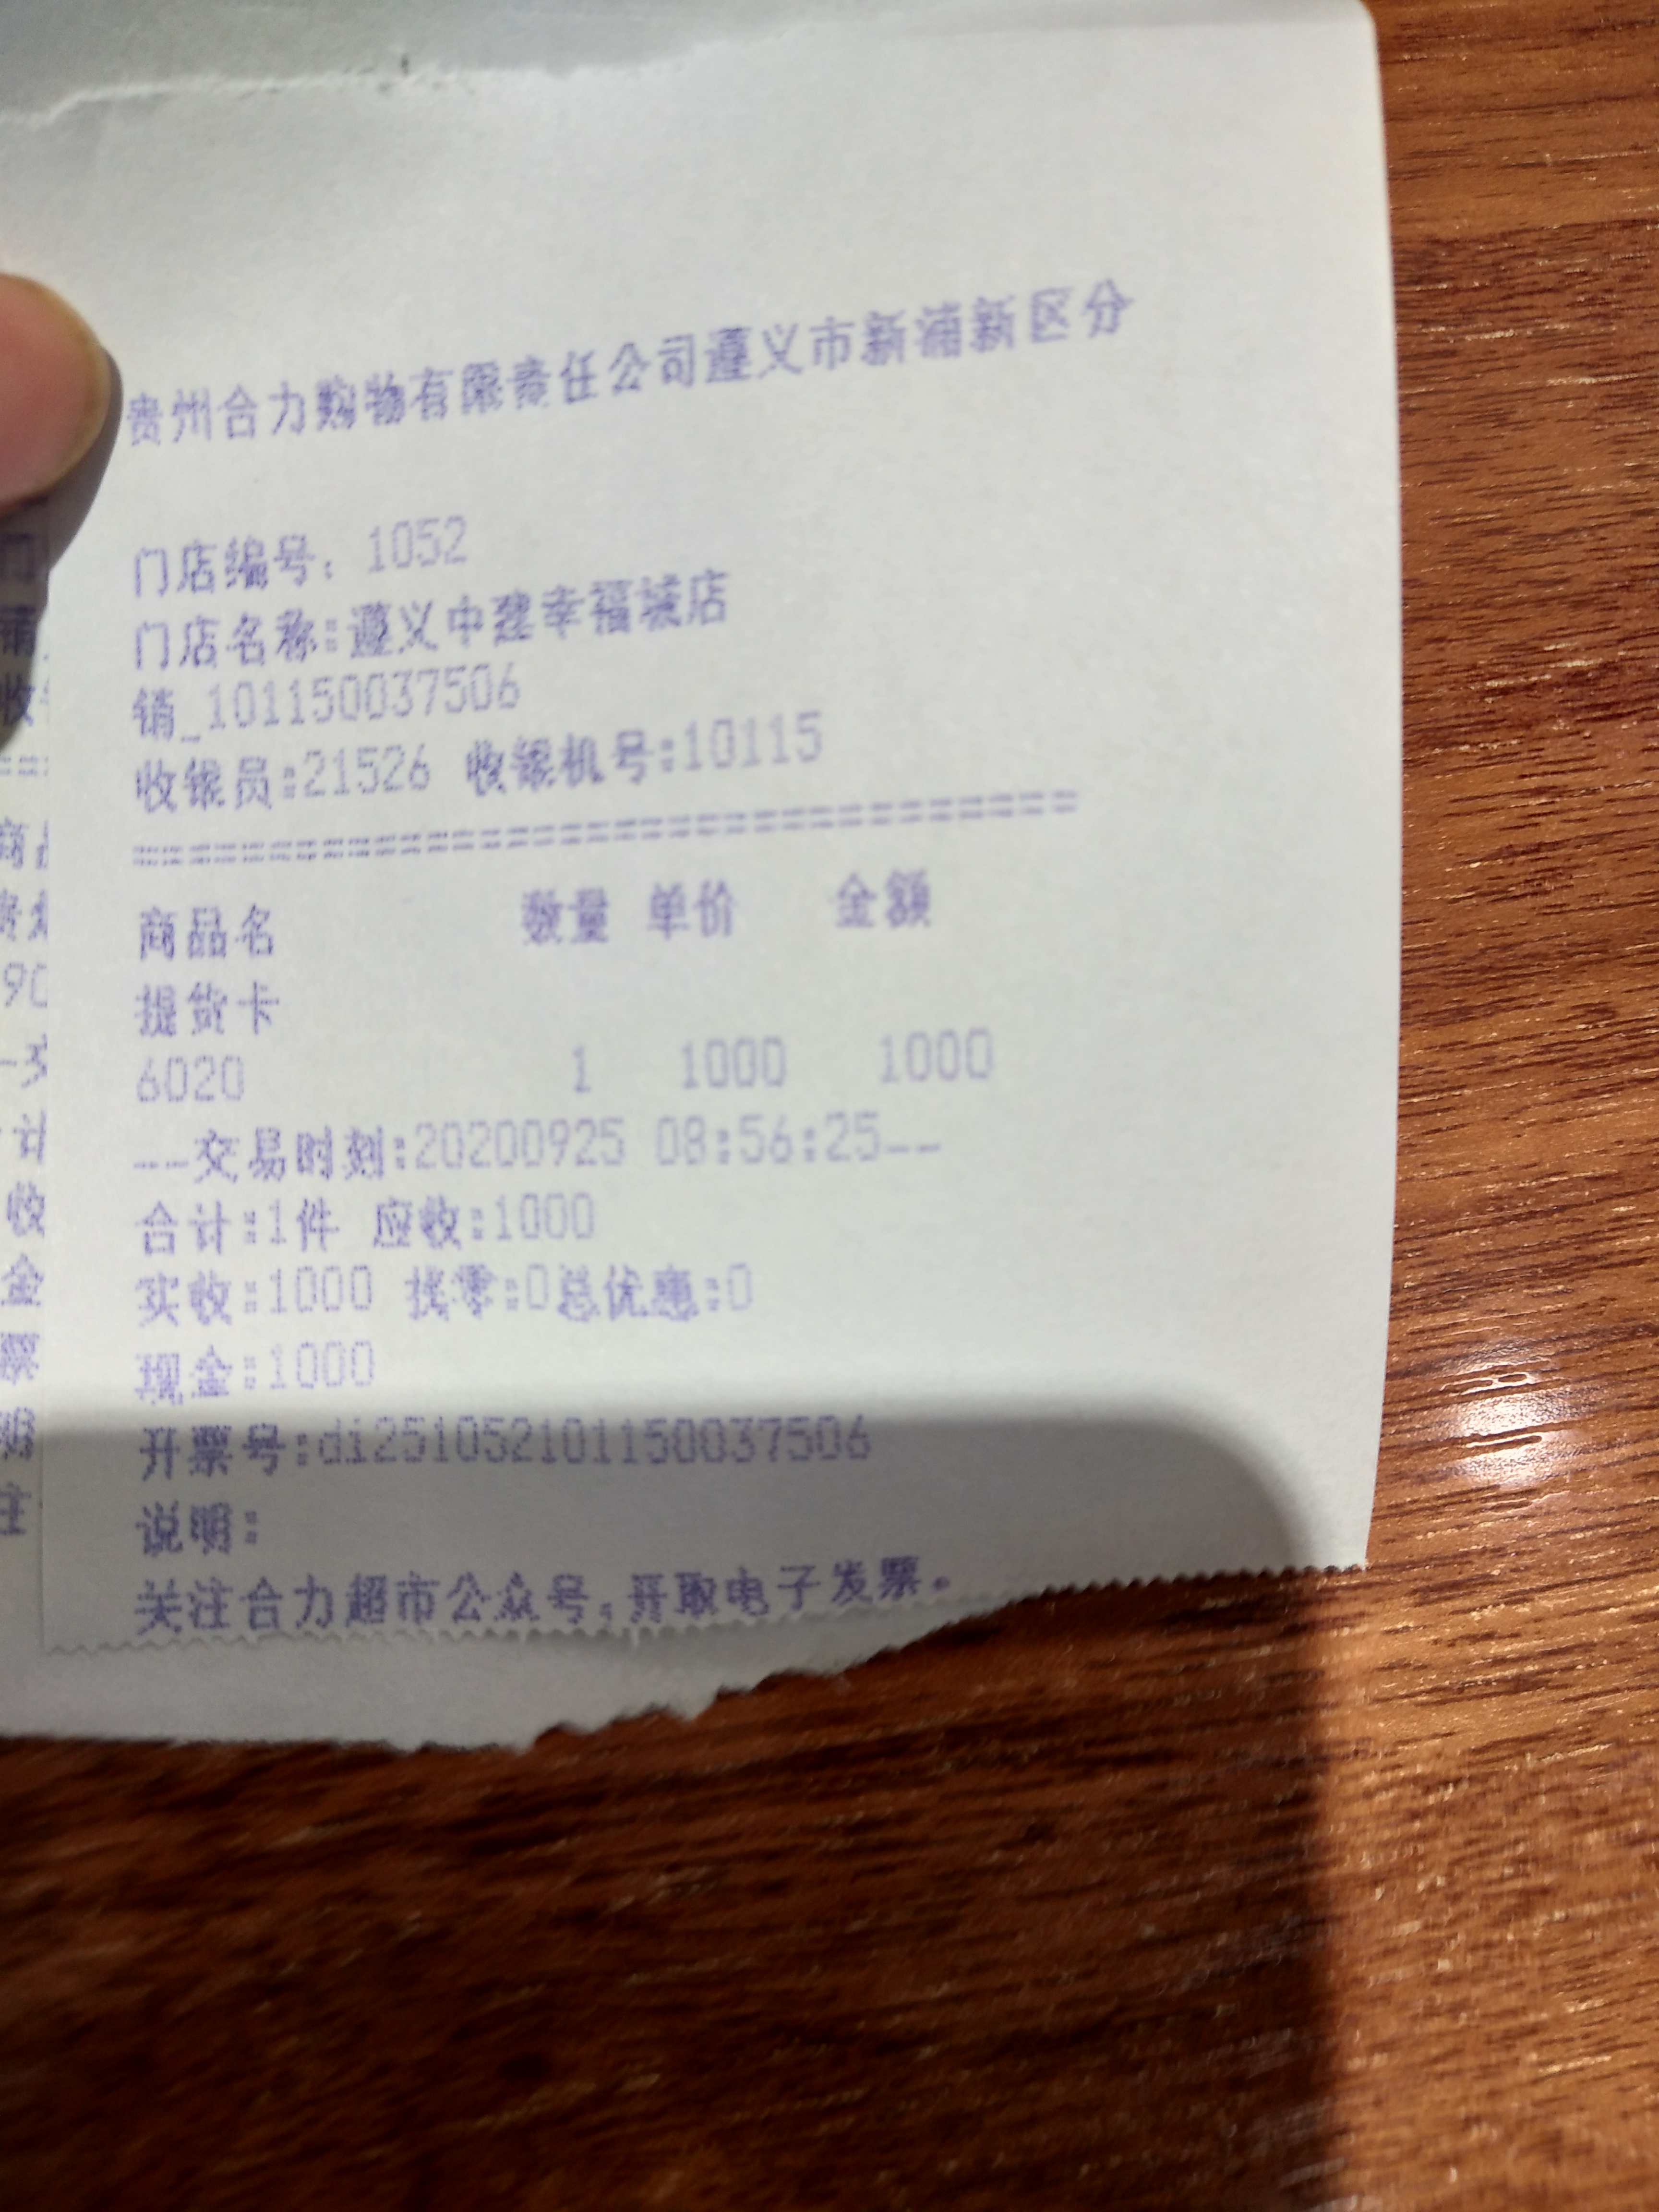 贵州合力购物有限责任公司遵义市新浦新区分
门店编号: 1052
门店名称:遵义中建幸福城店
销_101150037506
收银员:21526 收银机号:10115
====================================
商品名 数量 单价 金额
提货卡
6020 1 1000 1000
---交易时刻:20200925 08:56:25--
合计:1件 应收:1000
实收:1000 找零:0总优惠:0
现金:1000
开票号:di251052101150037506
说明:
关注合力超市公众号,开取电子发票。